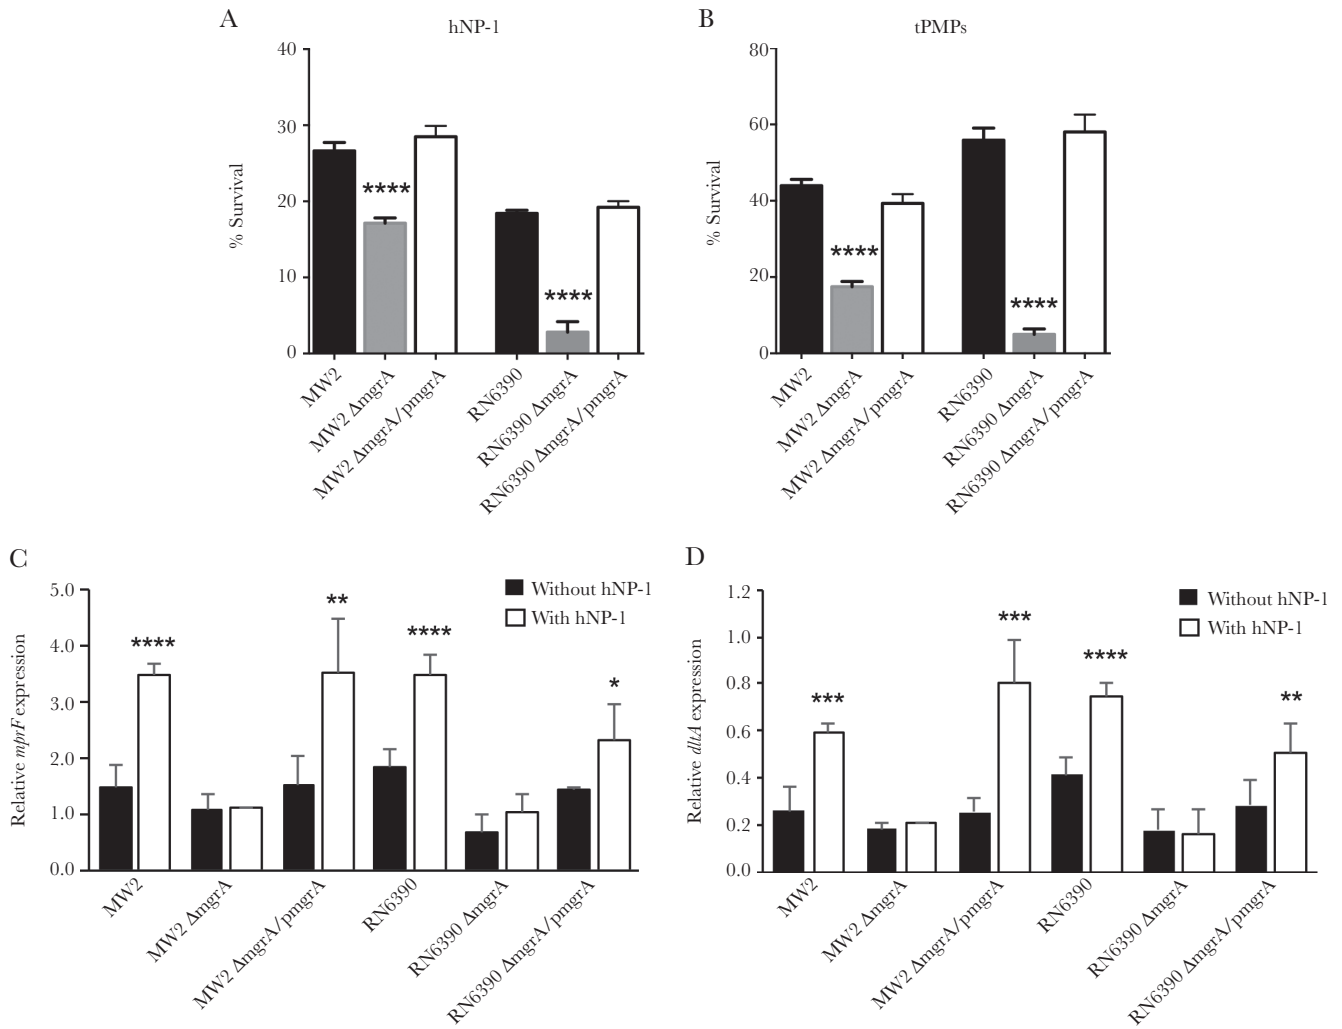 A
hNP-1
40
30
20
10
0
% Survival
****
****
MW2
MW2 ΔmgrA
MW2 ΔmgrA/pmgrA
RN6390
RN6390 ΔmgrA
RN6390 ΔmgrA/pmgrA
B
tPMPs
80
60
40
20
0
% Survival
****
****
MW2
MW2 ΔmgrA
MW2 ΔmgrA/pmgrA
RN6390
RN6390 ΔmgrA
RN6390 ΔmgrA/pmgrA
C
5.0
4.0
3.0
2.0
1.0
0.0
Relative mprF expression
Without hNP-1
With hNP-1
****
**
****
*
MW2
MW2 ΔmgrA
MW2 ΔmgrA/pmgrA
RN6390
RN6390 ΔmgrA
RN6390 ΔmgrA/pmgrA
D
1.2
1.0
0.8
0.6
0.4
0.2
0.0
Relative dltA expression
Without hNP-1
With hNP-1
***
***
****
**
MW2
MW2 ΔmgrA
MW2 ΔmgrA/pmgrA
RN6390
RN6390 ΔmgrA
RN6390 ΔmgrA/pmgrA